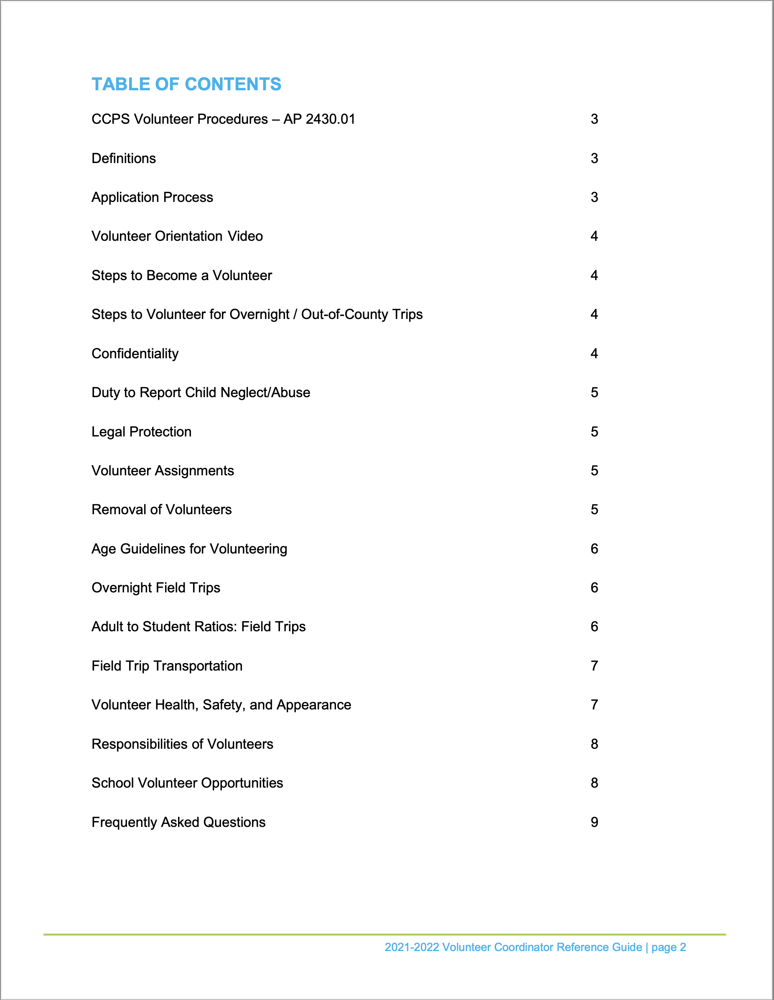 TABLE OF CONTENTS
CCPS Volunteer Procedures – AP 2430.01 3
Definitions 3
Application Process 3
Volunteer Orientation Video 4
Steps to Become a Volunteer 4
Steps to Volunteer for Overnight / Out-of-County Trips 4
Confidentiality 4
Duty to Report Child Neglect/Abuse 5
Legal Protection 5
Volunteer Assignments 5
Removal of Volunteers 5
Age Guidelines for Volunteering 6
Overnight Field Trips 6
Adult to Student Ratios: Field Trips 6
Field Trip Transportation 7
Volunteer Health, Safety, and Appearance 7
Responsibilities of Volunteers 8
School Volunteer Opportunities 8
Frequently Asked Questions 9
2021-2022 Volunteer Coordinator Reference Guide | page 2